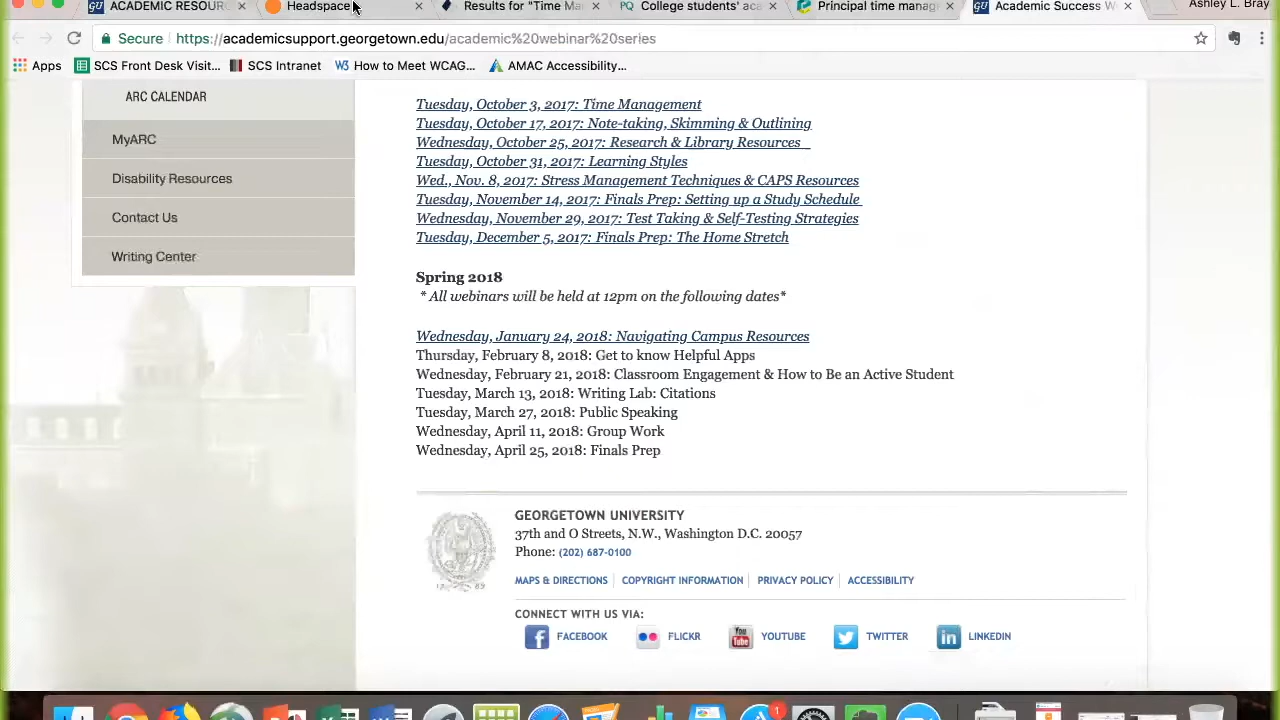 ACADEMIC RESOUR
Headspace
Results for "Time Ma
College students' aca
Principal time manag
Academic Success W
Ashley L. Bray
Secure
https://academicsupport.georgetown.edu/academic%20webinar%20series
Apps
SCS Front Desk Visit...
SCS Intranet
How to Meet WCAG...
AMAC Accessibility...
ARC CALENDAR
MyARC
Disability Resources
Contact Us
Writing Center
Tuesday, October 3, 2017: Time Management
Tuesday, October 17, 2017: Note-taking, Skimming & Outlining
Wednesday, October 25, 2017: Research & Library Resources
Tuesday, October 31, 2017: Learning Styles
Wed., Nov. 8, 2017: Stress Management Techniques & CAPS Resources
Tuesday, November 14, 2017: Finals Prep: Setting up a Study Schedule
Wednesday, November 29, 2017: Test Taking & Self-Testing Strategies
Tuesday, December 5, 2017: Finals Prep: The Home Stretch
Spring 2018
* All webinars will be held at 12pm on the following dates*
Wednesday, January 24, 2018: Navigating Campus Resources
Thursday, February 8, 2018: Get to know Helpful Apps
Wednesday, February 21, 2018: Classroom Engagement & How to Be an Active Student
Tuesday, March 13, 2018: Writing Lab: Citations
Tuesday, March 27, 2018: Public Speaking
Wednesday, April 11, 2018: Group Work
Wednesday, April 25, 2018: Finals Prep
GEORGETOWN UNIVERSITY
37th and O Streets, N.W., Washington D.C. 20057
Phone: (202) 687-0100
MAPS & DIRECTIONS
COPYRIGHT INFORMATION
PRIVACY POLICY
ACCESSIBILITY
CONNECT WITH US VIA:
FACEBOOK
FLICKR
YOUTUBE
TWITTER
LINKEDIN